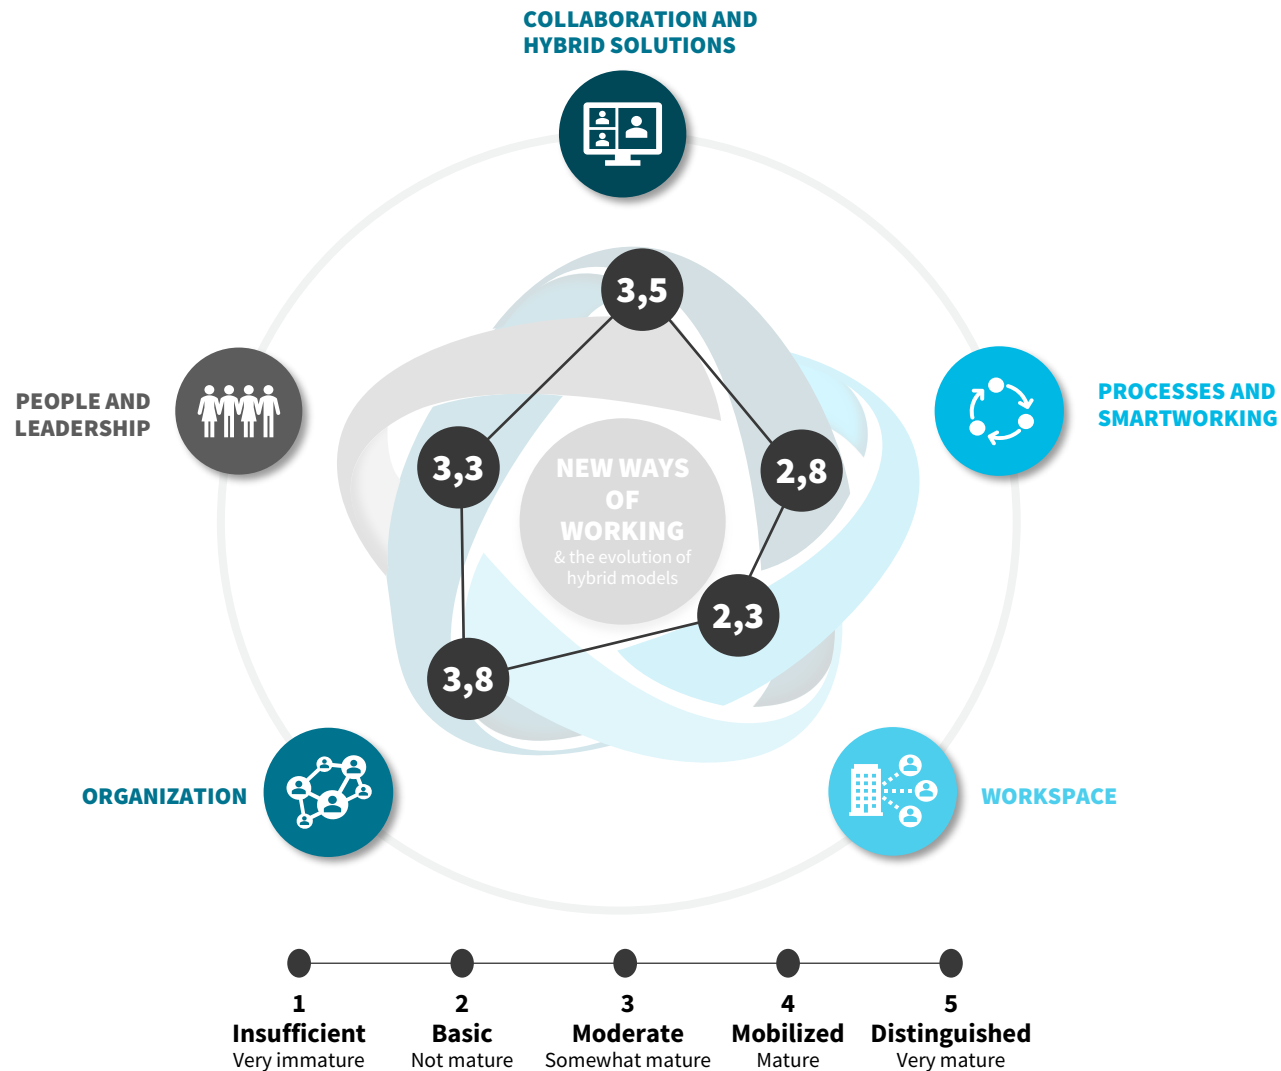 COLLABORATION AND
HYBRID SOLUTIONS
3,5
PEOPLE AND
LEADERSHIP
PROCESSES AND
SMARTWORKING
3,3
NEW WAYS
OF
WORKING
& the evolution of
hybrid models
2,8
2,3
3,8
ORGANIZATION
WORKSPACE
1
Insufficient
Very immature
2
Basic
Not mature
3
Moderate
Somewhat mature
4
Mobilized
Mature
5
Distinguished
Very mature